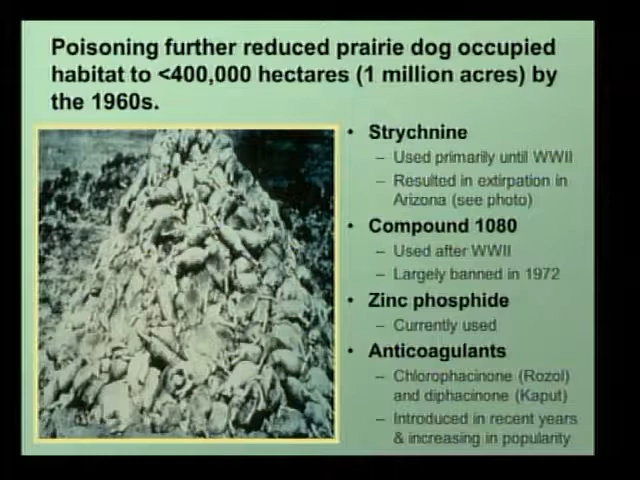 Poisoning further reduced prairie dog occupied
habitat to <400,000 hectares (1 million acres) by
the 1960s.
• Strychnine
– Used primarily until WWII
– Resulted in extirpation in
Arizona (see photo)
• Compound 1080
– Used after WWII
– Largely banned in 1972
• Zinc phosphide
– Currently used
• Anticoagulants
– Chlorophacinone (Rozol)
and diphacinone (Kaput)
– Introduced in recent years
& increasing in popularity